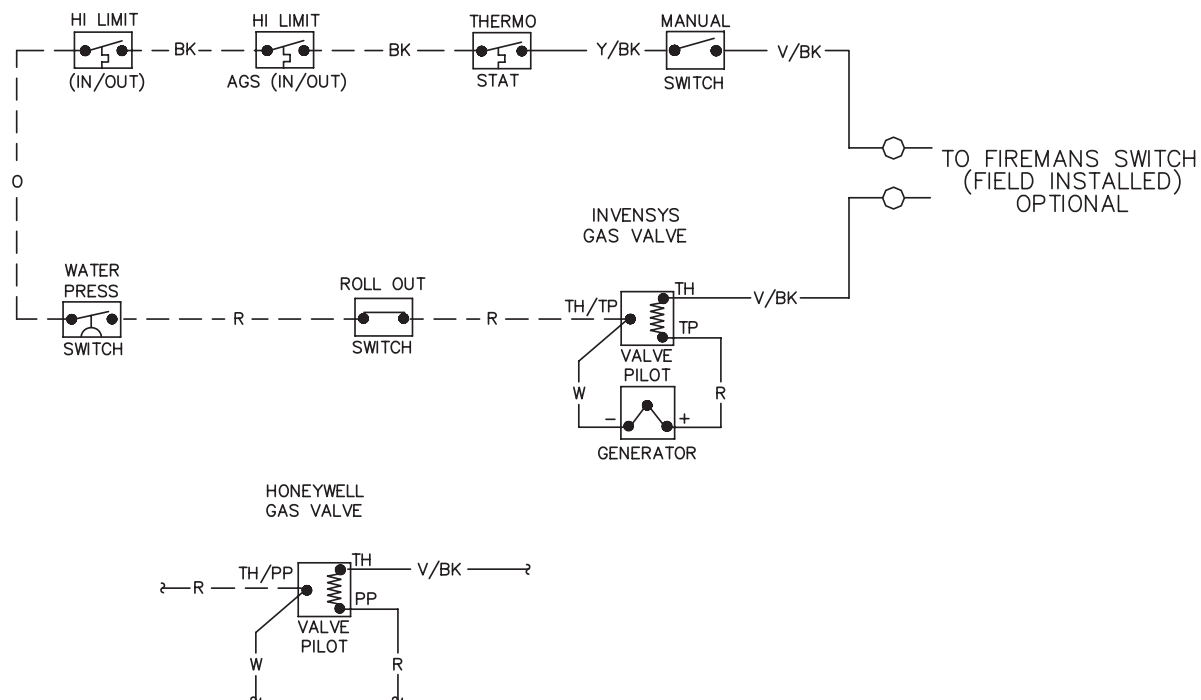 HI LIMIT
(IN/OUT)
BK
HI LIMIT
AGS (IN/OUT)
BK
THERMO
STAT
Y/BK
MANUAL
SWITCH
V/BK
TO FIREMANS SWITCH
(FIELD INSTALLED)
OPTIONAL
O
WATER
PRESS
SWITCH
R
ROLL OUT
SWITCH
R
INVENSYS
GAS VALVE
TH/TP
TH
V/BK
TP
VALVE
PILOT
W
R
- +
GENERATOR
HONEYWELL
GAS VALVE
R
TH/PP
TH
V/BK
PP
VALVE
PILOT
W
R